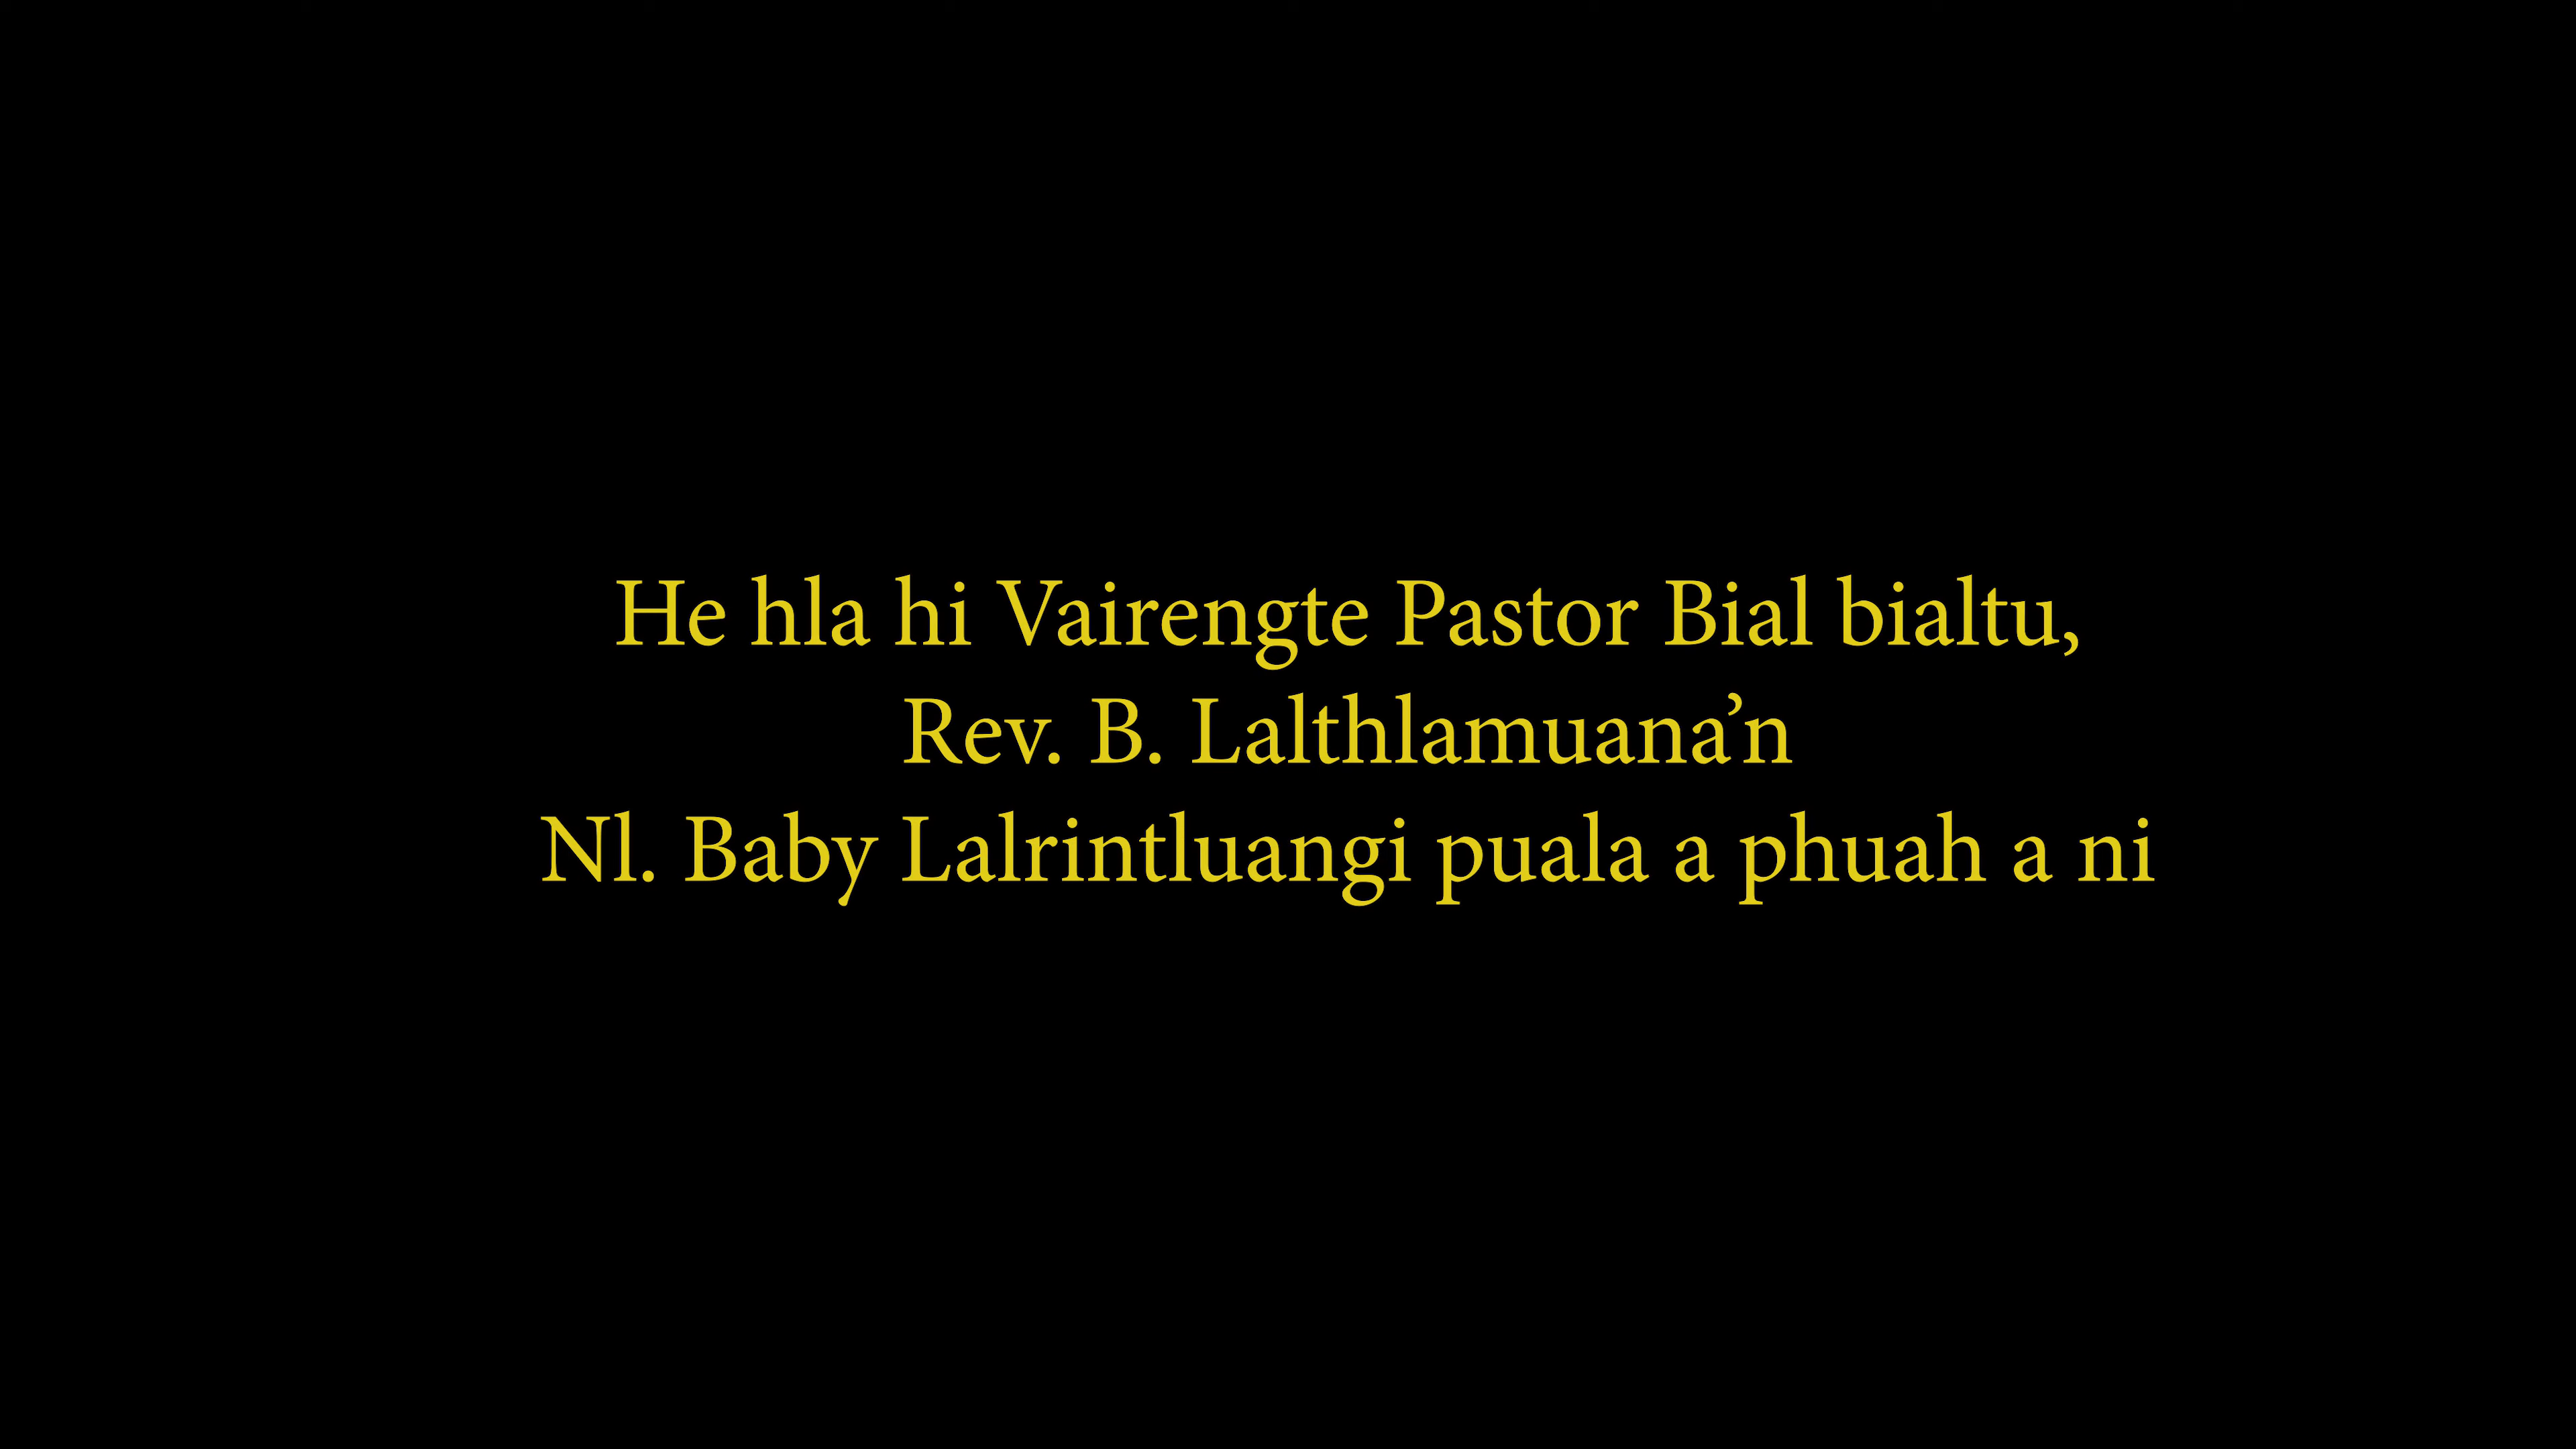 He hla hi Vairengte Pastor Bial bialtu,
Rev. B. Lalthlamuana’n
Nl. Baby Lalrintluangi puala a phuah a ni